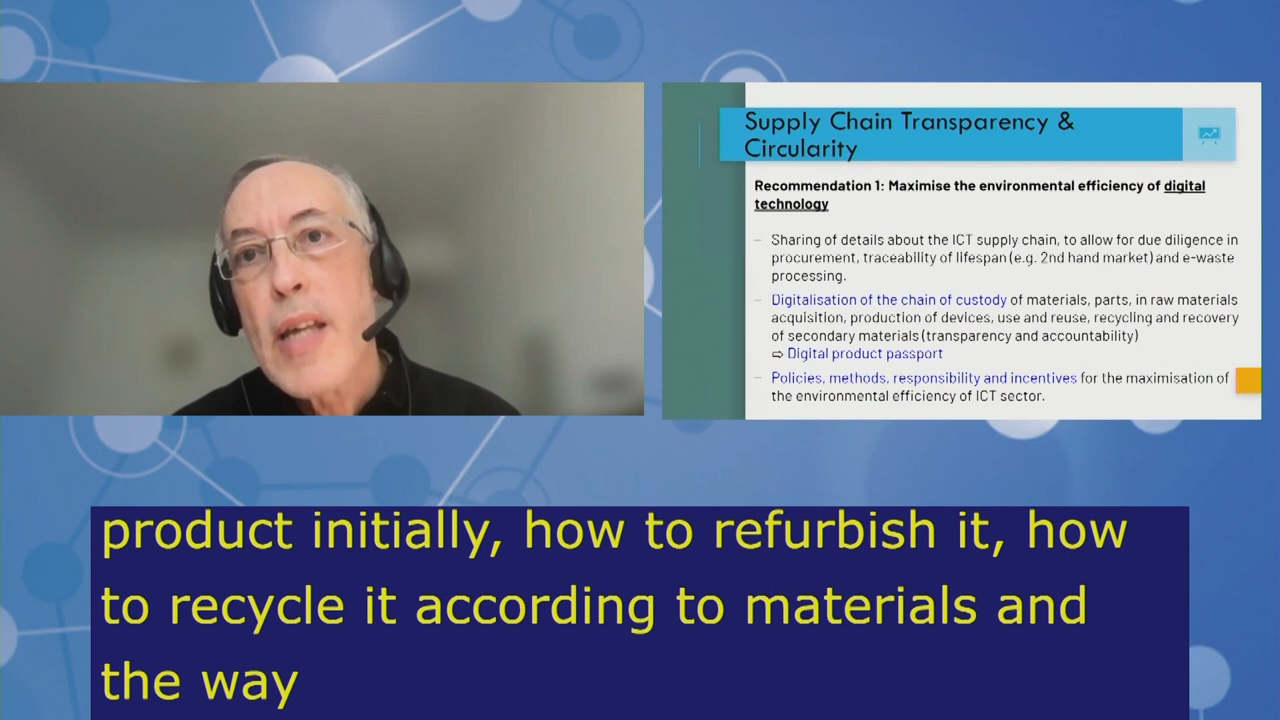 Supply Chain Transparency &
Circularity
Recommendation 1: Maximise the environmental efficiency of digital
technology
– Sharing of details about the ICT supply chain, to allow for due diligence in
procurement, traceability of lifespan (e.g. 2nd hand market) and e-waste
processing.
– Digitalisation of the chain of custody of materials, parts, in raw materials
acquisition, production of devices, use and reuse, recycling and recovery
of secondary materials (transparency and accountability)
⇨ Digital product passport
– Policies, methods, responsibility and incentives for the maximisation of
the environmental efficiency of ICT sector.
product initially, how to refurbish it, how
to recycle it according to materials and
the way